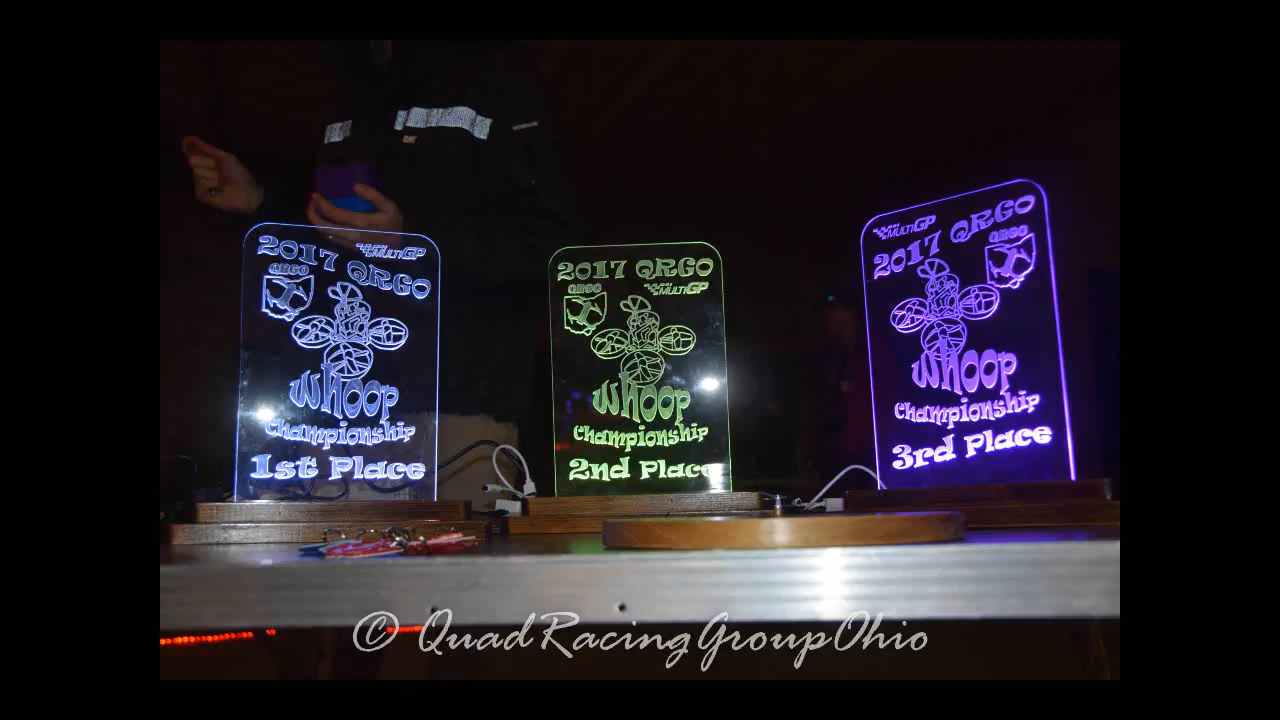 2017 QRGO
MULTIGP
QRGO
Whoop
Championship
1st Place
2017 QRGO
QRGO
MULTIGP
Whoop
Championship
2nd Place
MULTIGP
2017 QRGO
QRGO
Whoop
Championship
3rd Place
© QuadRacingGroupOhio